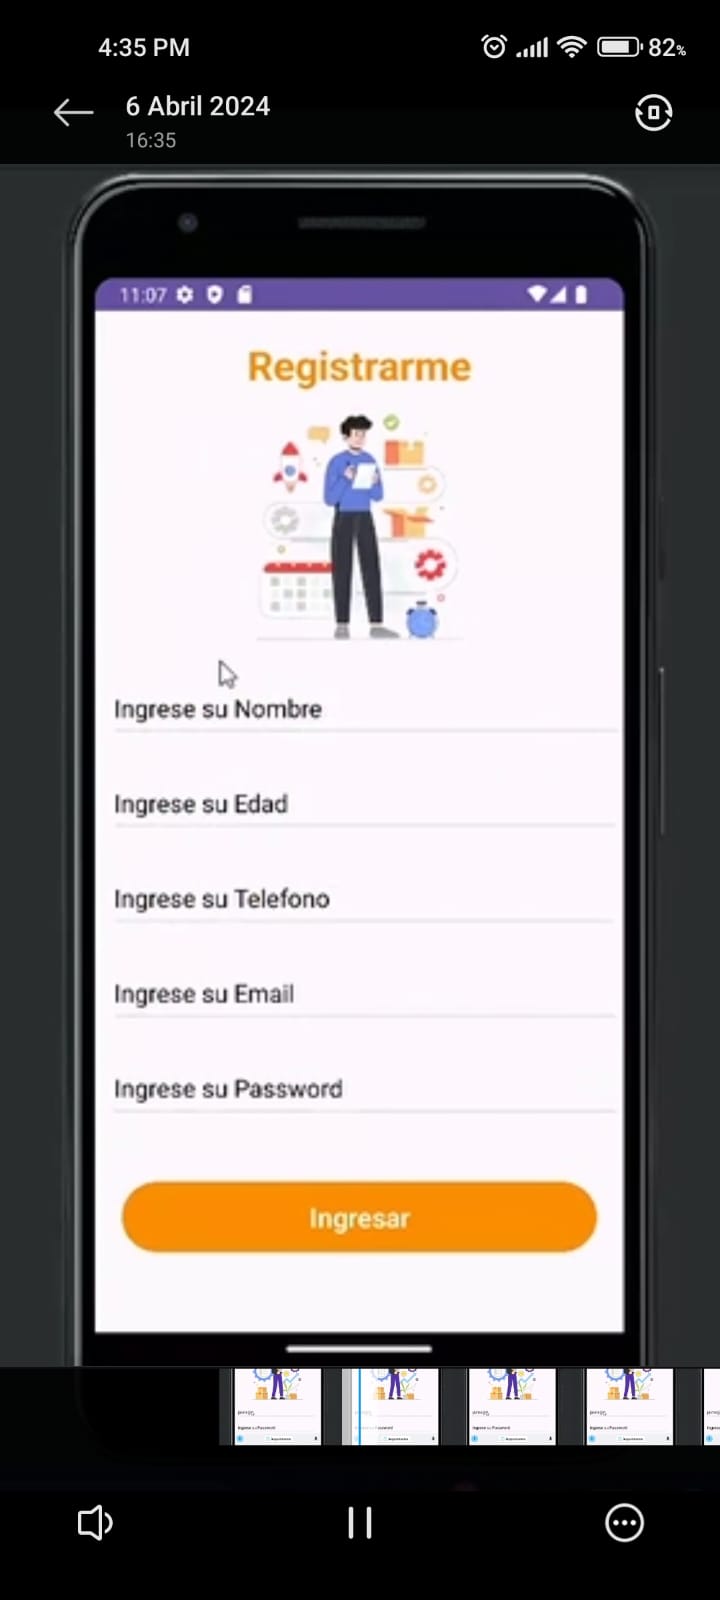 4:35 PM
82%
6 Abril 2024
16:35
11:07
Registrarme
Ingrese su Nombre
Ingrese su Edad
Ingrese su Telefono
Ingrese su Email
Ingrese su Password
Ingresar